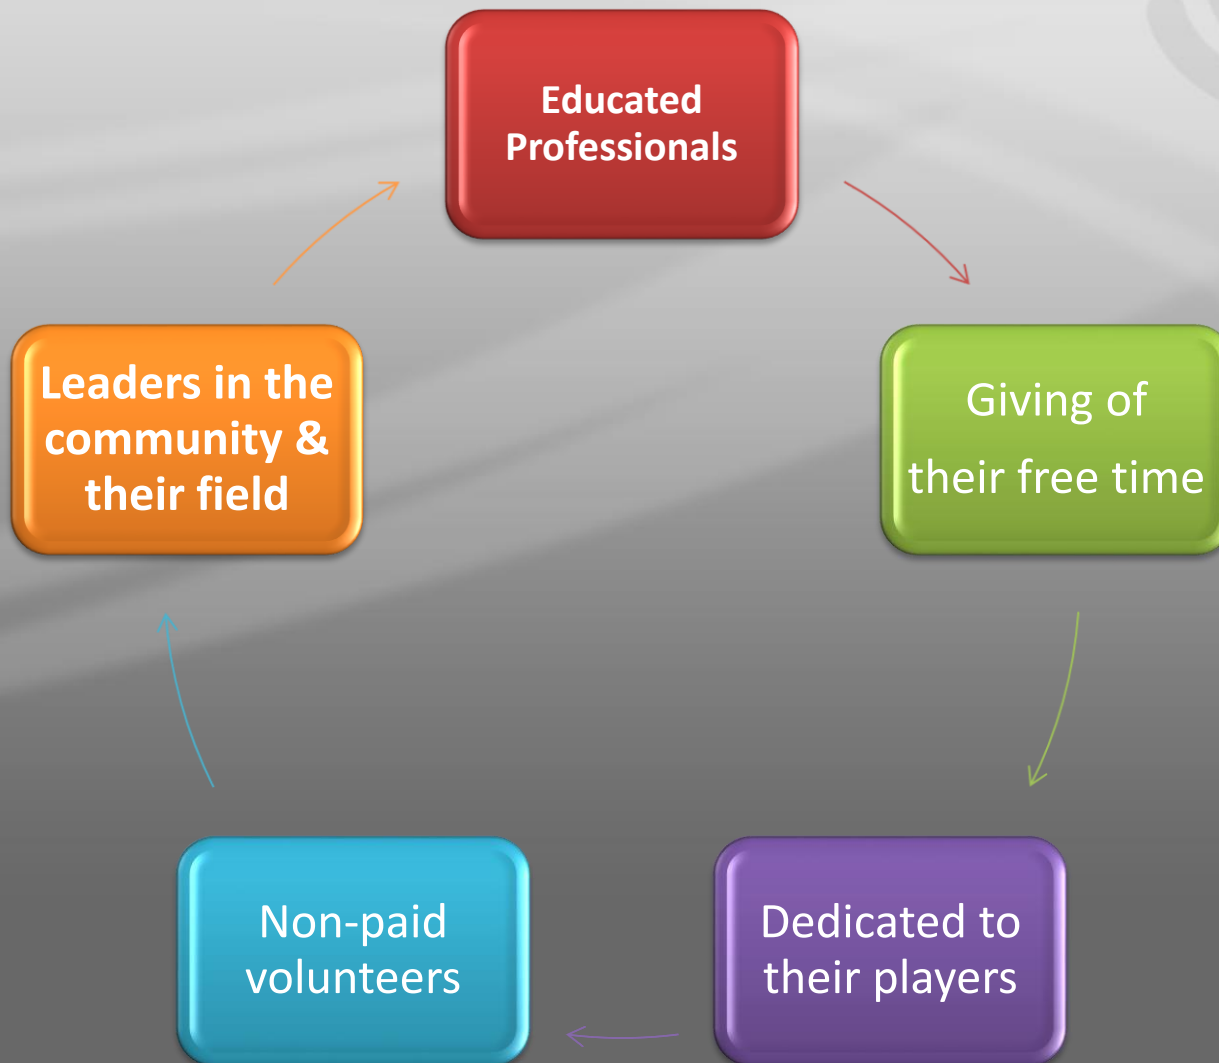 Educated
Professionals
Giving of
their free time
Dedicated to
their players
Non-paid
volunteers
Leaders in the
community &
their field